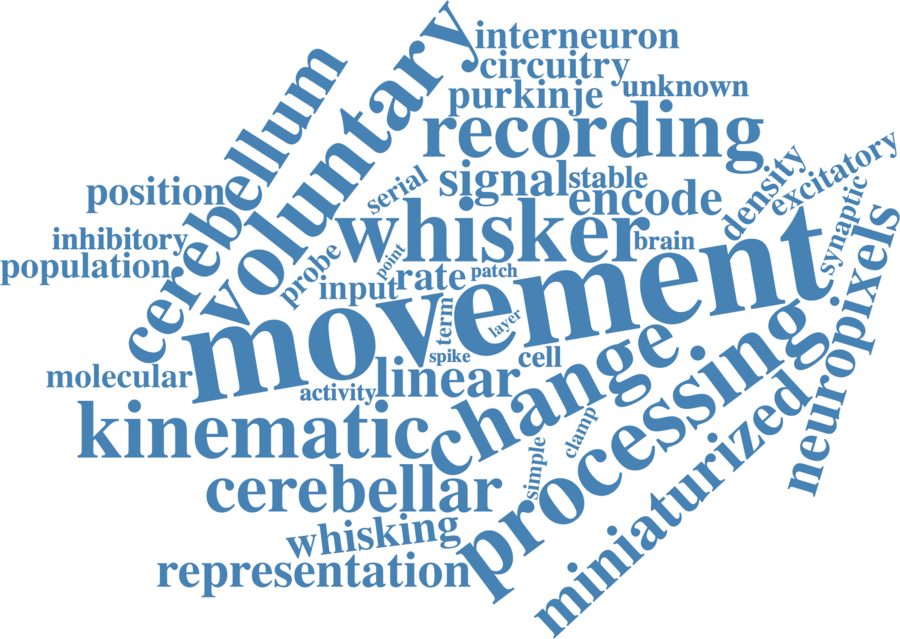 interneuron
circuitry
unknown
purkinje
recording
voluntary
cerebellum
signal
stable
encode
density
excitatory
synaptic
neuropixels
position
serial
whisker
brain
inhibitory
population
probe
point
input
rate
patch
movement
term
layer
spike
cell
molecular
activity
linear
change
processing
kinematic
clamp
simple
miniaturized
cerebellar
whisking
representation